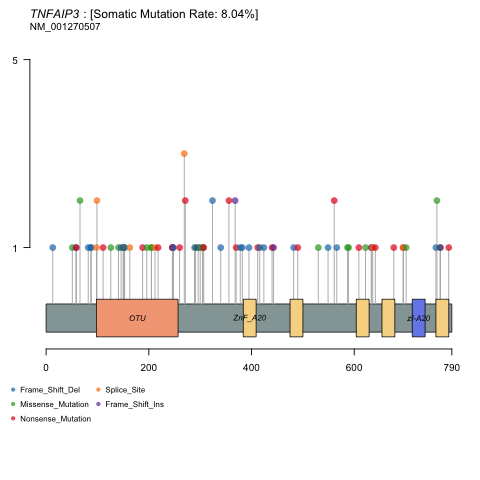 TNFAIP3 : [Somatic Mutation Rate: 8.04%]
NM_001270507
5
1
OTU
ZnF_A20
zf-A20
0
200
400
600
790
Frame_Shift_Del
Splice_Site
Missense_Mutation
Frame_Shift_Ins
Nonsense_Mutation